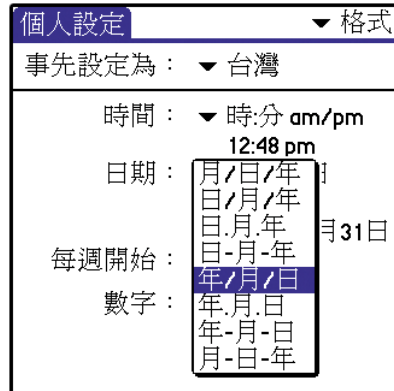 個人設定 ▼ 格式
事先設定為: ▼ 台灣
時間: ▼ 時:分 am/pm
12:48 pm
日期:
月/日/年
日/月/年
日.月.年
月31日
日-月-年
每週開始:
年/月/日
數字:
年.月.日
年-月-日
月-日-年